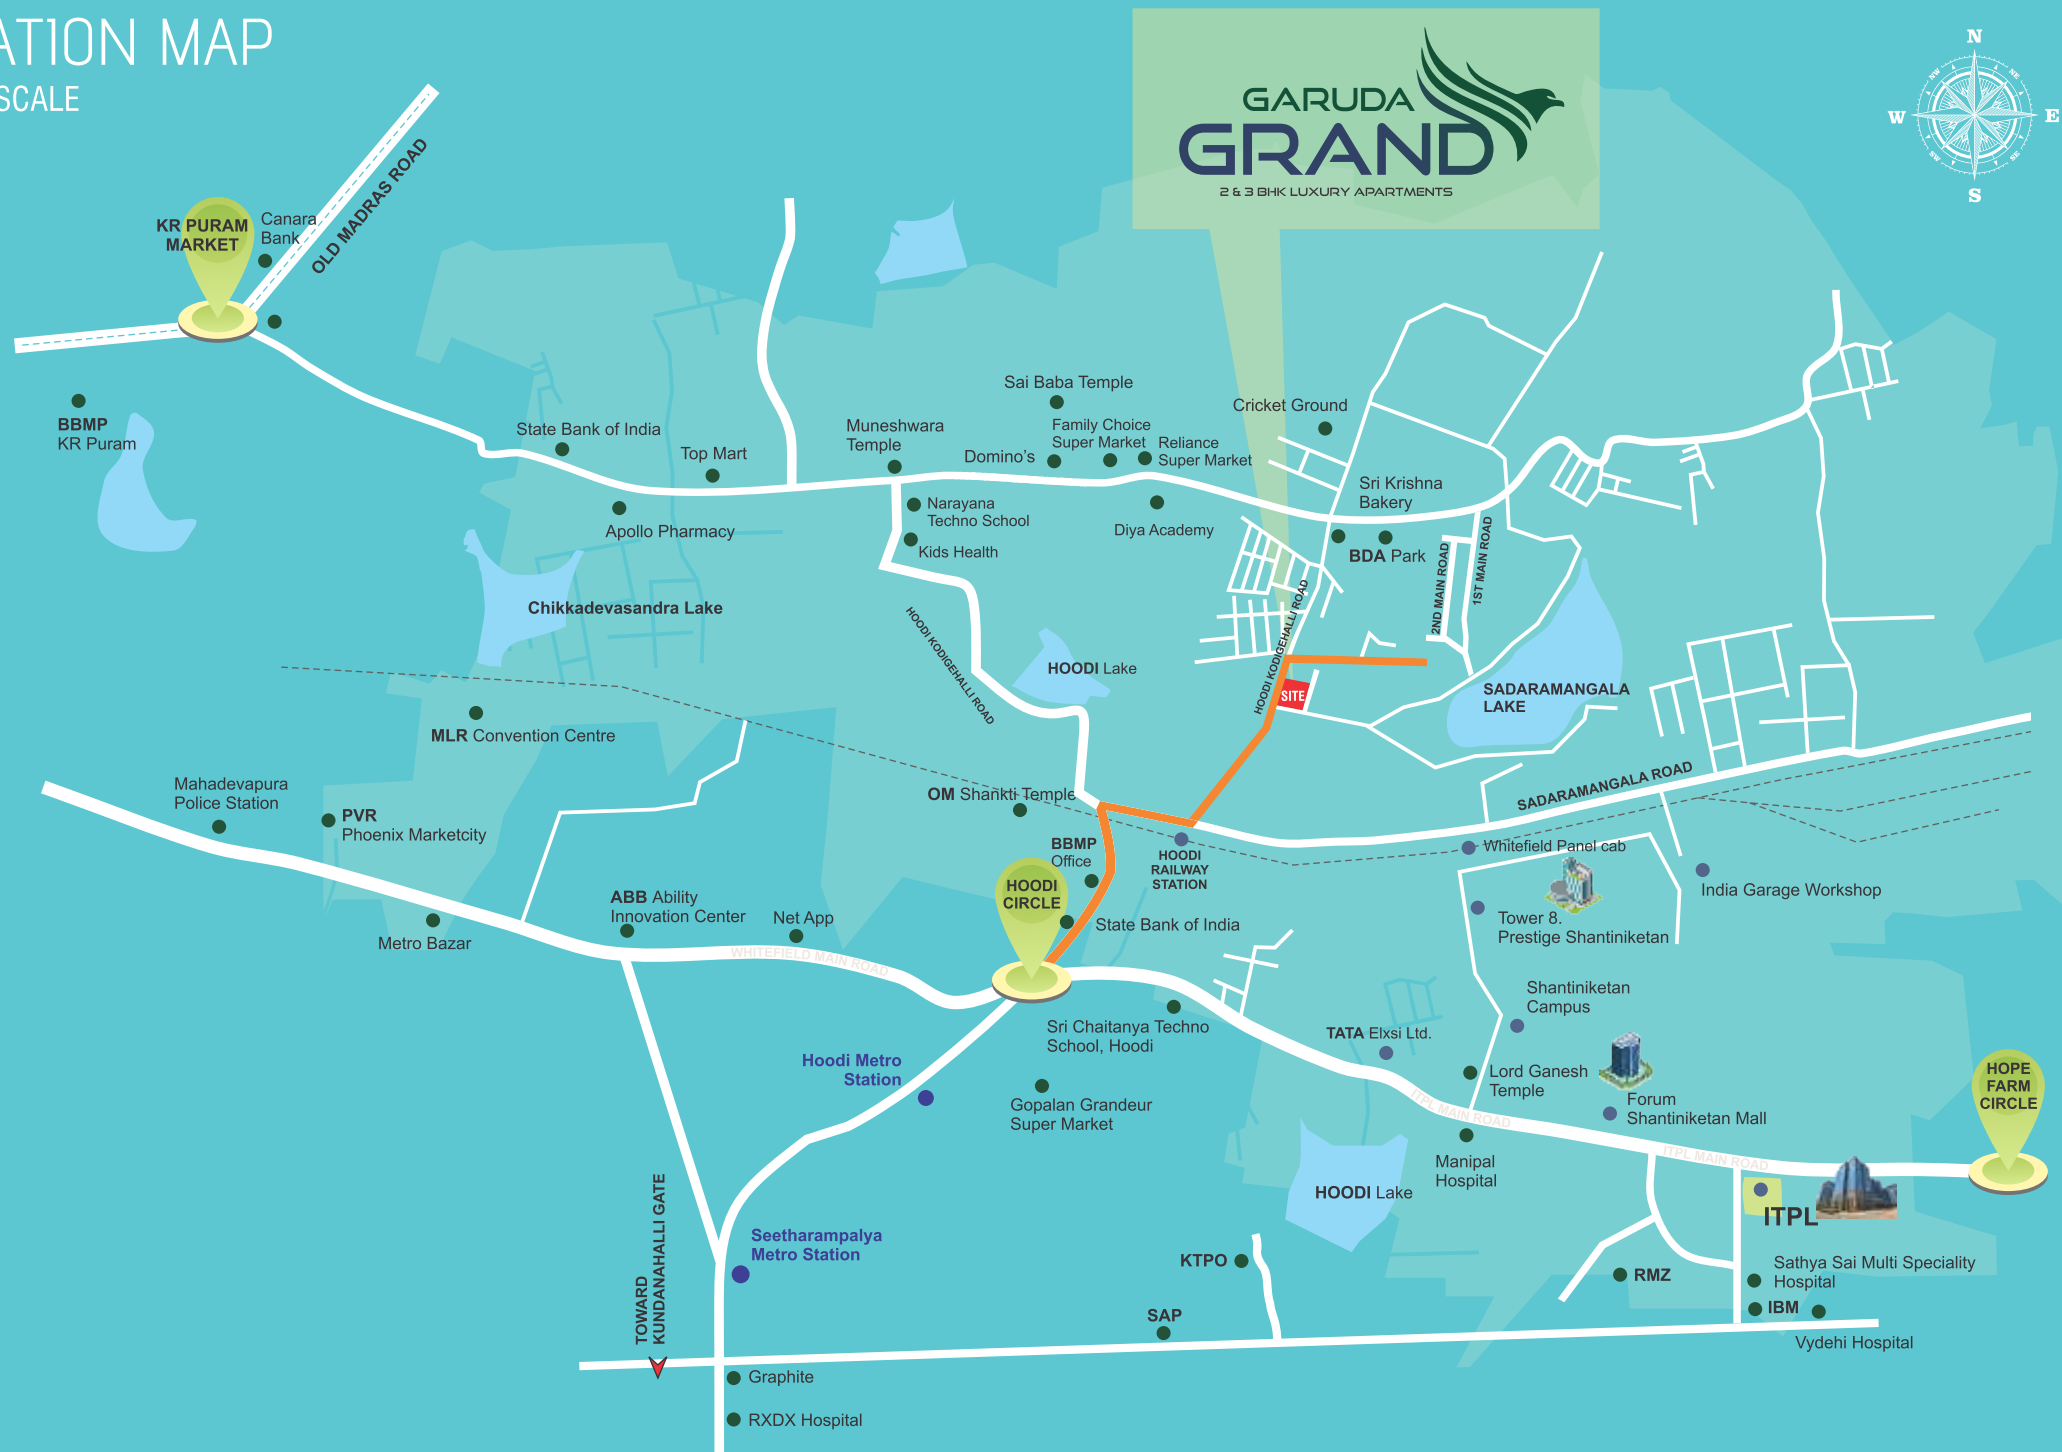 ATION MAP
SCALE
GARUDA
GRAND
2 & 3 BHK LUXURY APARTMENTS
N
NW
NE
W
E
SW
SE
S
KR PURAM
MARKET
Canara
Bank
OLD MADRAS ROAD
BBMP
KR Puram
State Bank of India
Top Mart
Apollo Pharmacy
Muneshwara
Temple
Sai Baba Temple
Family Choice
Super Market
Domino's
Reliance
Super Market
Cricket Ground
Narayana
Techno School
Kids Health
Diya Academy
Sri Krishna
Bakery
BDA Park
2ND MAIN ROAD
1ST MAIN ROAD
Chikkadevasandra Lake
HOODI KODIGEHALLI ROAD
HOODI Lake
HOODI KODIGEHALLI ROAD
SITE
SADARAMANGALA
LAKE
MLR Convention Centre
Mahadevapura
Police Station
PVR
Phoenix Marketcity
OM Shankti Temple
SADARAMANGALA ROAD
BBMP
Office
HOODI
RAILWAY
STATION
Whitefield Panel cab
India Garage Workshop
HOODI
CIRCLE
State Bank of India
Tower 8.
Prestige Shantiniketan
ABB Ability
Innovation Center
Net App
Metro Bazar
WHITEFIELD MAIN ROAD
Shantiniketan
Campus
Sri Chaitanya Techno
School, Hoodi
TATA Elxsi Ltd.
Hoodi Metro
Station
Gopalan Grandeur
Super Market
Lord Ganesh
Temple
Forum
Shantiniketan Mall
HOPE
FARM
CIRCLE
ITPL MAIN ROAD
ITPL MAIN ROAD
Manipal
Hospital
HOODI Lake
ITPL
TOWARD
KUNDANAHALLI GATE
Seetharampalya
Metro Station
KTPO
RMZ
Sathya Sai Multi Speciality
Hospital
IBM
SAP
Vydehi Hospital
Graphite
RXDX Hospital